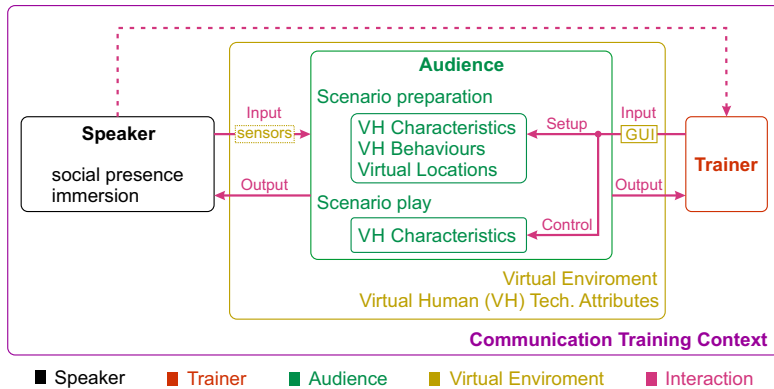 Audience
Scenario preparation
Input
sensors
Speaker
social presence
immersion
VH Characteristics
VH Behaviours
Virtual Locations
Setup
Input
GUI
Trainer
Output
Scenario play
VH Characteristics
Control
Output
Virtual Enviroment
Virtual Human (VH) Tech. Attributes
Communication Training Context
Speaker Trainer Audience Virtual Enviroment Interaction